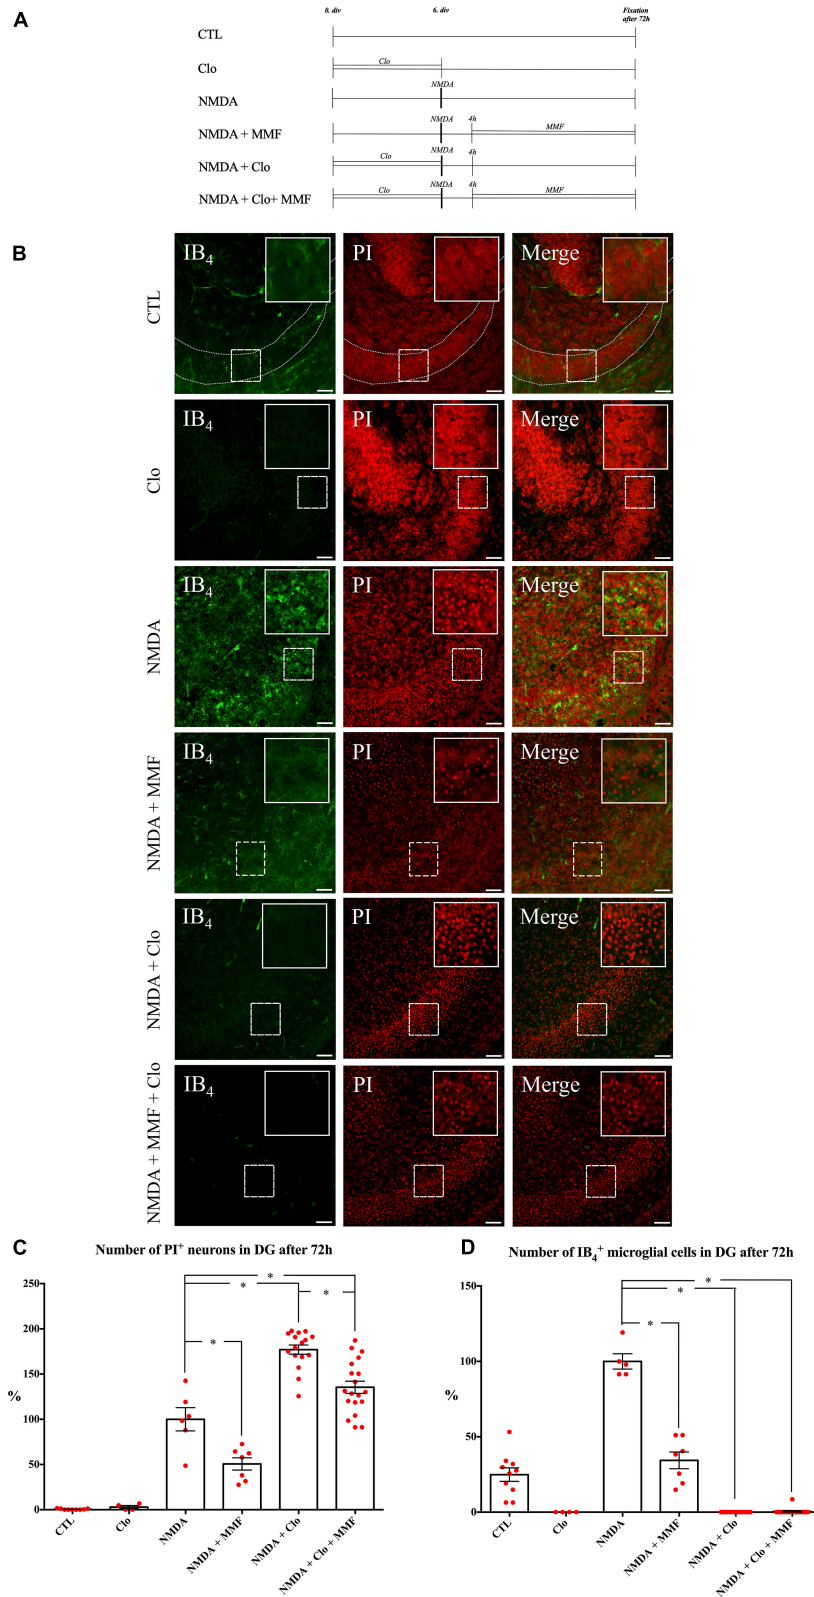 A
0. div 6. div Fixation
after 72h
CTL
Clo
Clo
NMDA
NMDA
NMDA + MMF
NMDA 4h MMF
NMDA + Clo
Clo NMDA 4h
NMDA + Clo+ MMF
Clo NMDA 4h MMF
B
CTL
IB4 PI Merge
Clo
IB4 PI Merge
NMDA
IB4 PI Merge
NMDA + MMF
IB4 PI Merge
NMDA + Clo
IB4 PI Merge
NMDA + MMF + Clo
IB4 PI Merge
C
Number of PI+ neurons in DG after 72h
250
200
150
100
50
0
%
* * * *
CTL
Clo
NMDA
NMDA + MMF
NMDA + Clo
NMDA + Clo + MMF
D
Number of IB4+ microglial cells in DG after 72h
150
100
50
0
%
* * *
CTL
Clo
NMDA
NMDA + MMF
NMDA + Clo
NMDA + Clo + MMF